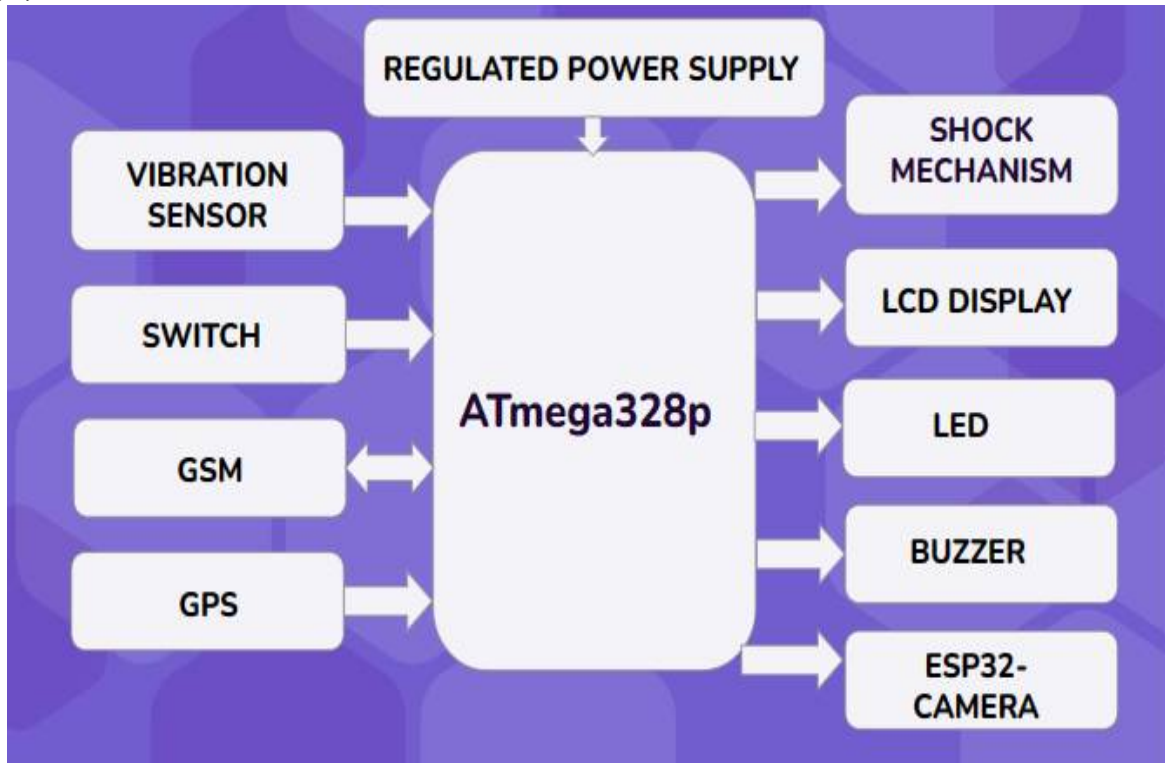 REGULATED POWER SUPPLY
VIBRATION
SENSOR
SWITCH
GSM
GPS
ATmega328p
SHOCK
MECHANISM
LCD DISPLAY
LED
BUZZER
ESP32-
CAMERA